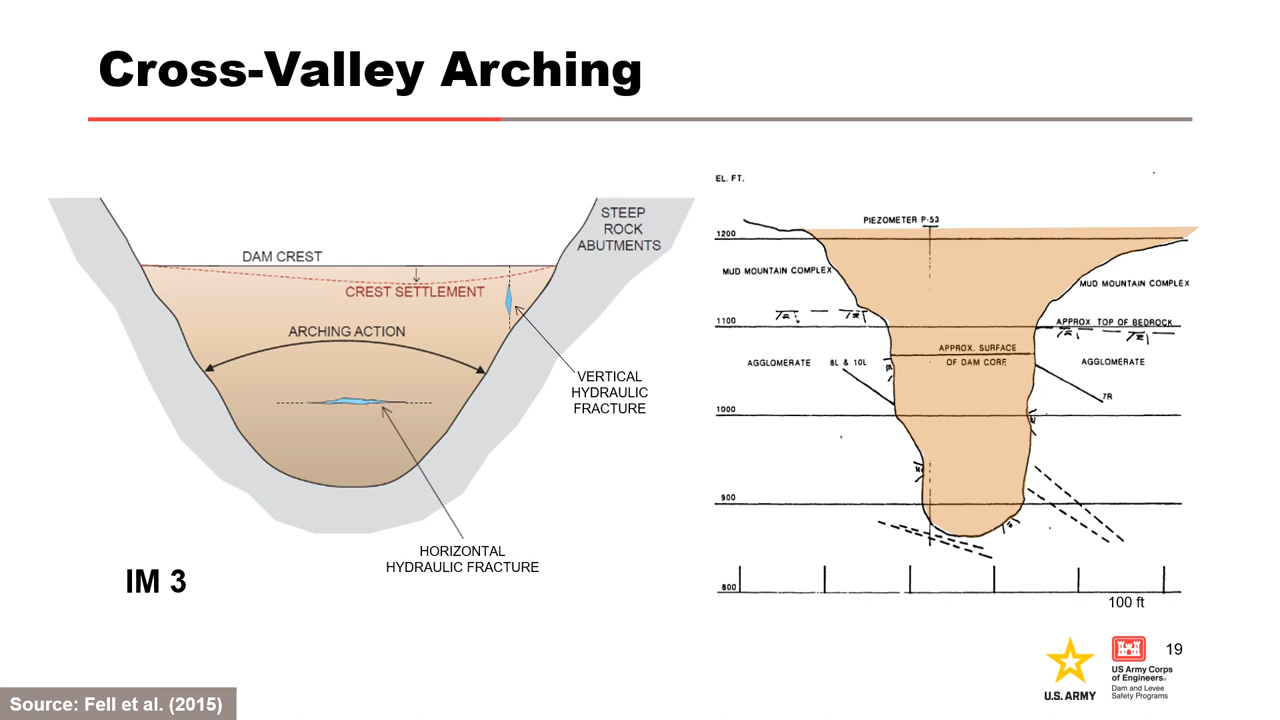 Cross-Valley Arching
STEEP
ROCK
ABUTMENTS
DAM CREST
CREST SETTLEMENT
ARCHING ACTION
VERTICAL
HYDRAULIC
FRACTURE
HORIZONTAL
HYDRAULIC FRACTURE
IM 3
EL. FT.
PIEZOMETER P-53
1200
MUD MOUNTAIN COMPLEX
MUD MOUNTAIN COMPLEX
1100
APPROX TOP OF BEDROCK
APPROX. SURFACE
OF DAM CORE
AGGLOMERATE
8L & 10L
AGGLOMERATE
7R
1000
900
800
100 ft
U.S. ARMY
US Army Corps
of Engineers®
Dam and Levee
Safety Programs
19
Source: Fell et al. (2015)